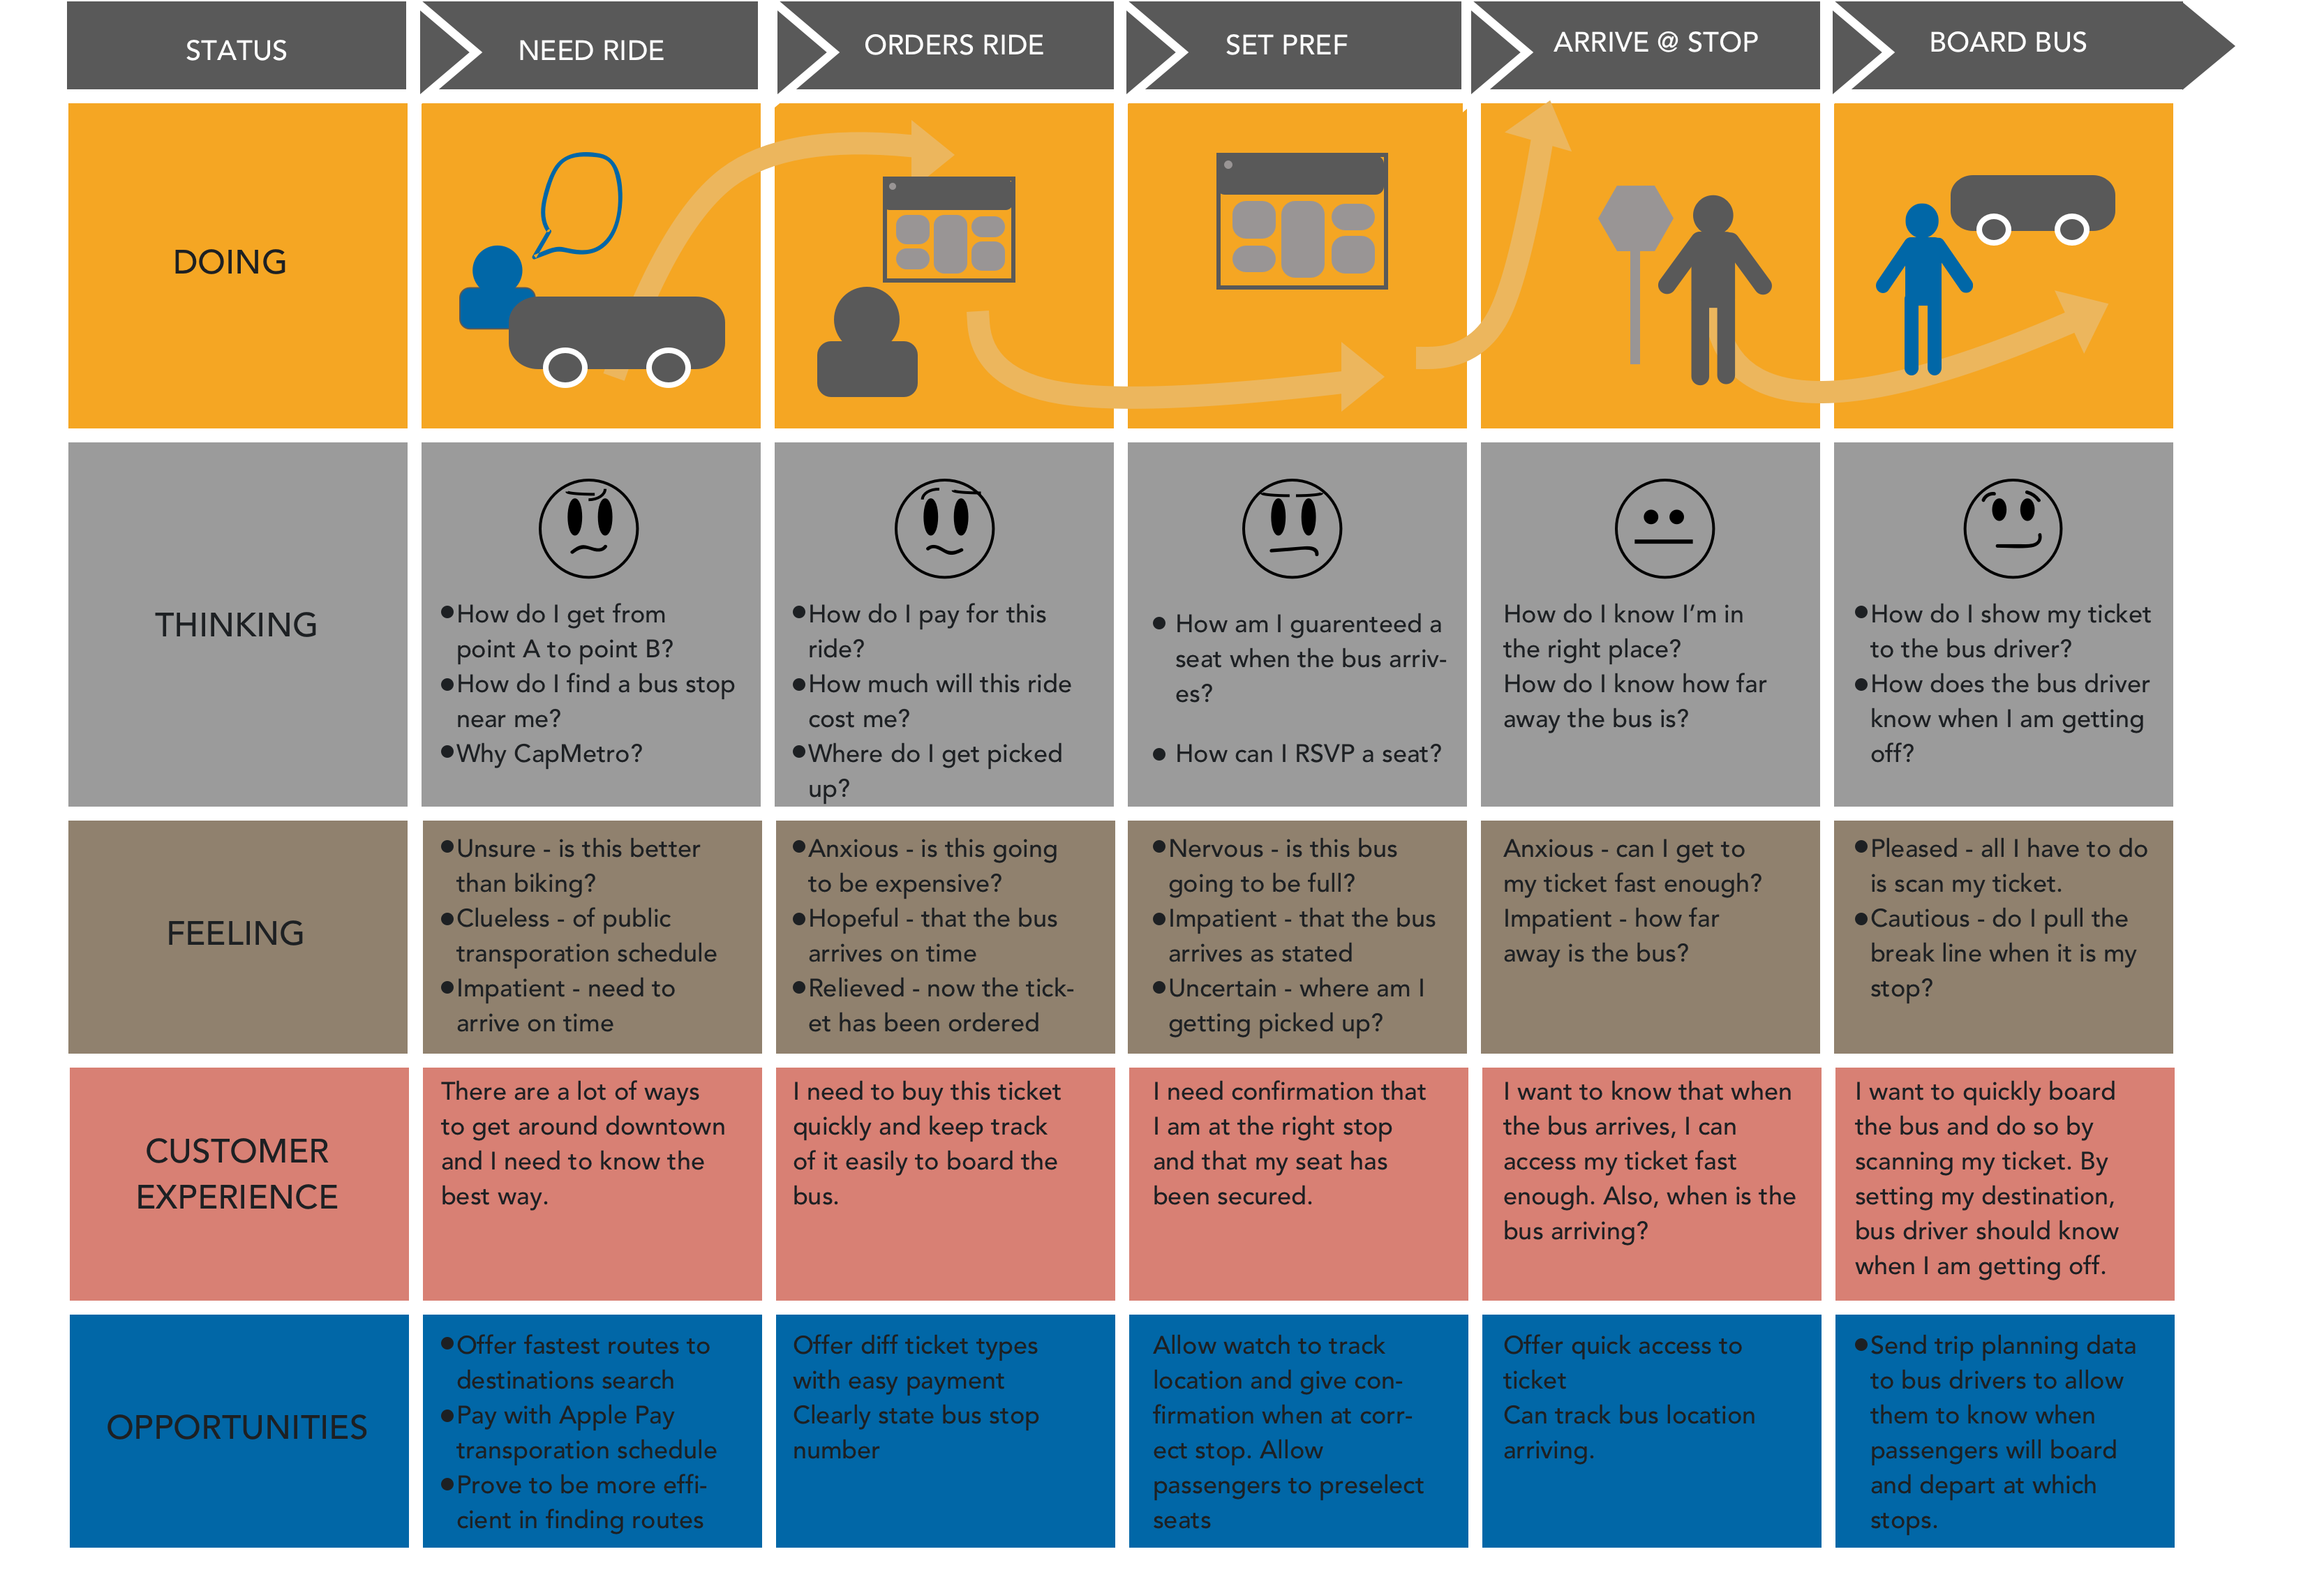 STATUS
NEED RIDE
ORDERS RIDE
SET PREF
ARRIVE @ STOP
BOARD BUS
DOING
THINKING
●How do I get from
point A to point B?
●How do I find a bus stop
near me?
●Why CapMetro?
●How do I pay for this
ride?
●How much will this ride
cost me?
●Where do I get picked
up?
● How am I guarenteed a
seat when the bus arriv-
es?
● How can I RSVP a seat?
How do I know I’m in
the right place?
How do I know how far
away the bus is?
●How do I show my ticket
to the bus driver?
●How does the bus driver
know when I am getting
off?
FEELING
●Unsure - is this better
than biking?
●Clueless - of public
transporation schedule
●Impatient - need to
arrive on time
●Anxious - is this going
to be expensive?
●Hopeful - that the bus
arrives on time
●Relieved - now the tick-
et has been ordered
●Nervous - is this bus
going to be full?
●Impatient - that the bus
arrives as stated
●Uncertain - where am I
getting picked up?
Anxious - can I get to
my ticket fast enough?
Impatient - how far
away is the bus?
●Pleased - all I have to do
is scan my ticket.
●Cautious - do I pull the
break line when it is my
stop?
CUSTOMER
EXPERIENCE
There are a lot of ways
to get around downtown
and I need to know the
best way.
I need to buy this ticket
quickly and keep track
of it easily to board the
bus.
I need confirmation that
I am at the right stop
and that my seat has
been secured.
I want to know that when
the bus arrives, I can
access my ticket fast
enough. Also, when is the
bus arriving?
I want to quickly board
the bus and do so by
scanning my ticket. By
setting my destination,
bus driver should know
when I am getting off.
OPPORTUNITIES
●Offer fastest routes to
destinations search
●Pay with Apple Pay
transporation schedule
●Prove to be more effi-
cient in finding routes
Offer diff ticket types
with easy payment
Clearly state bus stop
number
Allow watch to track
location and give con-
firmation when at corr-
ect stop. Allow
passengers to preselect
seats
Offer quick access to
ticket
Can track bus location
arriving.
●Send trip planning data
to bus drivers to allow
them to know when
passengers will board
and depart at which
stops.